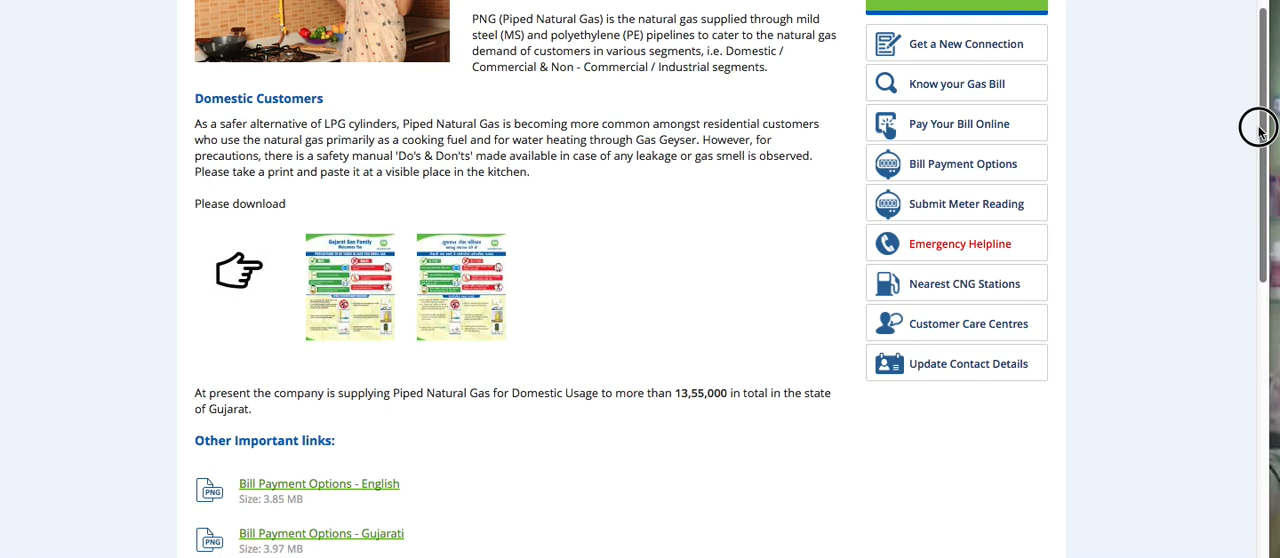 PNG (Piped Natural Gas) is the natural gas supplied through mild
steel (MS) and polyethylene (PE) pipelines to cater to the natural gas
demand of customers in various segments, i.e. Domestic /
Commercial & Non - Commercial / Industrial segments.
Domestic Customers
As a safer alternative of LPG cylinders, Piped Natural Gas is becoming more common amongst residential customers
who use the natural gas primarily as a cooking fuel and for water heating through Gas Geyser. However, for
precautions, there is a safety manual 'Do's & Don'ts' made available in case of any leakage or gas smell is observed.
Please take a print and paste it at a visible place in the kitchen.
Please download
Gujarat Gas Family
Welcomes You
At present the company is supplying Piped Natural Gas for Domestic Usage to more than 13,55,000 in total in the state
of Gujarat.
Other Important links:
PNG
Bill Payment Options - English
Size: 3.85 MB
PNG
Bill Payment Options - Gujarati
Size: 3.97 MB
Get a New Connection
Know your Gas Bill
Pay Your Bill Online
Bill Payment Options
Submit Meter Reading
Emergency Helpline
Nearest CNG Stations
Customer Care Centres
Update Contact Details